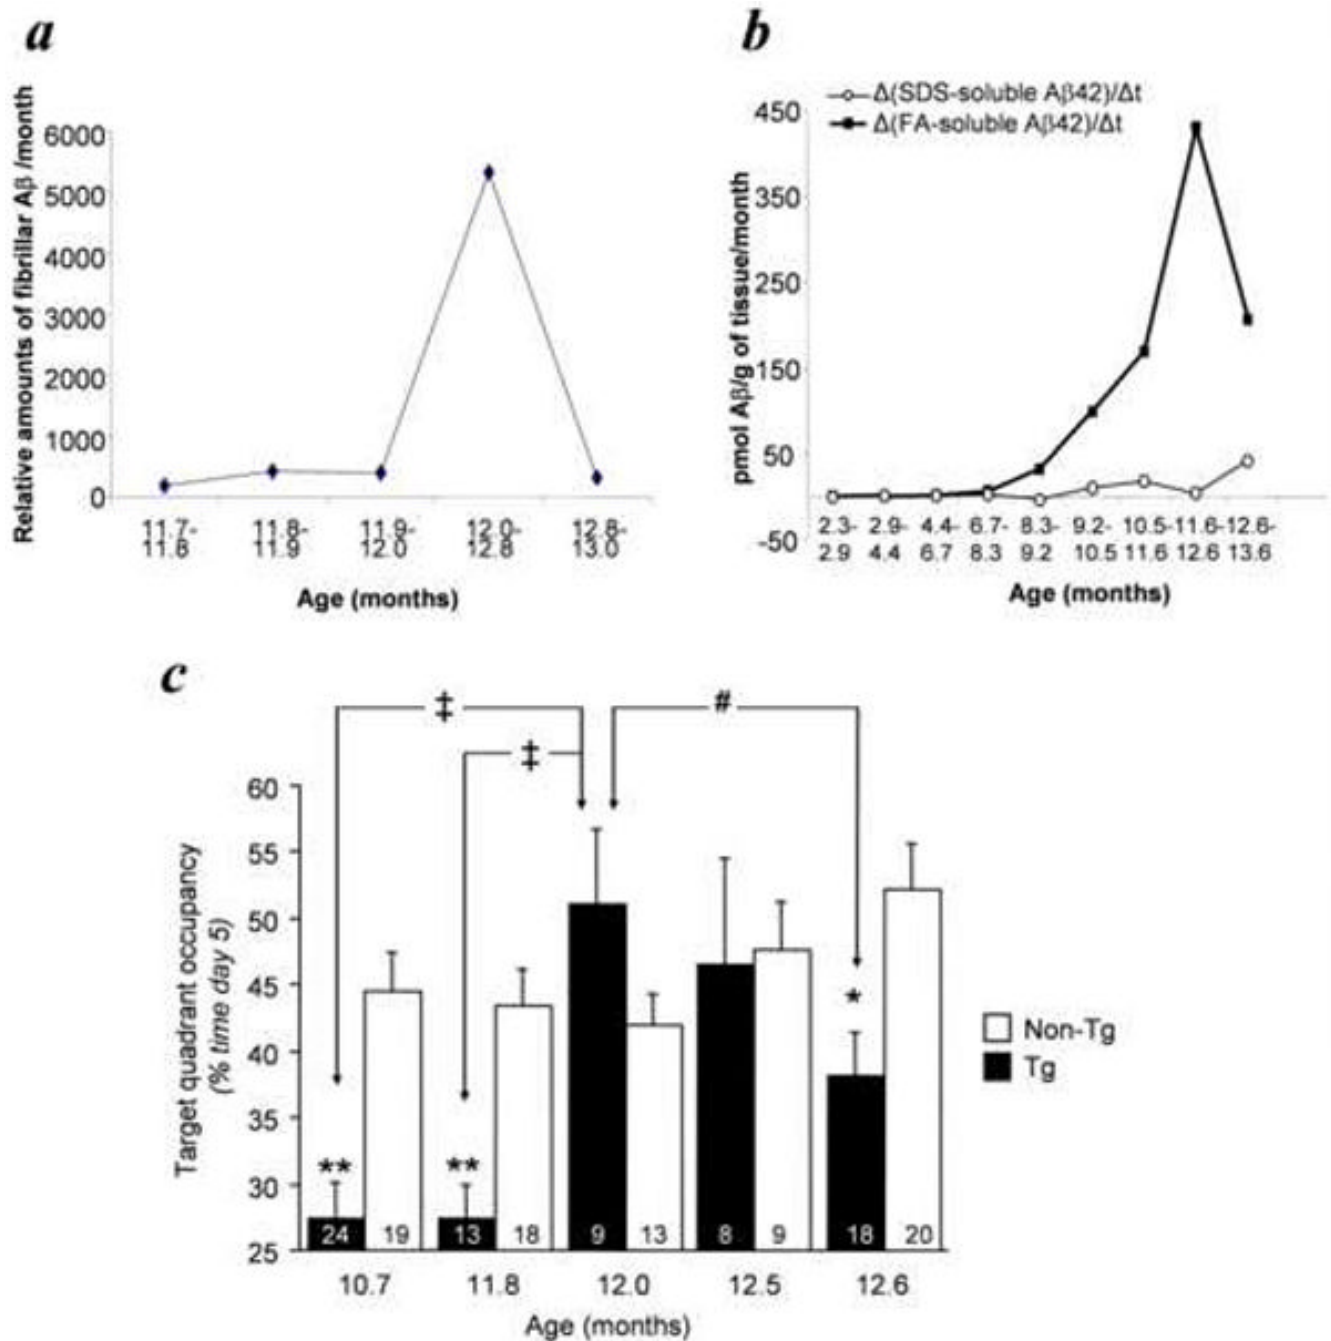 a
Relative amounts of fibrillar Aβ /month
6000
5000
4000
3000
2000
1000
0
11.7-
11.8
11.8-
11.9
11.9-
12.0
12.0-
12.8
12.8-
13.0
Age (months)
b
Δ(SDS-soluble Aβ42)/Δt
Δ(FA-soluble Aβ42)/Δt
pmol Aβ/g of tissue/month
450
350
250
150
50
-50
2.3- 2.9- 4.4- 6.7- 8.3- 9.2- 10.5- 11.6- 12.6-
2.9 4.4 6.7 8.3 9.2 10.5 11.6 12.6 13.6
Age (months)
c
‡ #
‡
Target quadrant occupancy
(% time day 5)
60
55
50
45
40
35
30
25
*
** **
24 19 13 18 9 13 8 9 18 20
10.7 11.8 12.0 12.5 12.6
Age (months)
Non-Tg
Tg